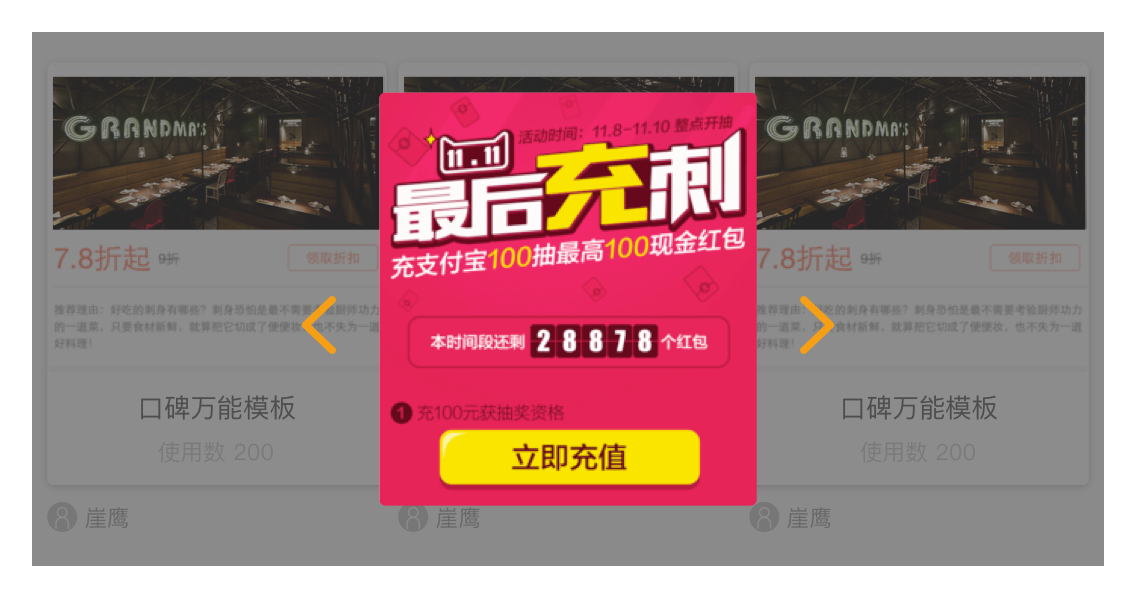 GRANDMA'S
7.8折起 9折 领取折扣
推荐理由：好吃的刺身有哪些？刺身恐怕是最不需要 验厨师功力
的一道菜，只要食材新鲜，就算把它切成了便便妆，也不失为一道
好料理！
口碑万能模板
使用数 200
崖鹰
活动时间：11.8-11.10 整点开抽
11.11
最后充刺
充支付宝100抽最高100现金红包
本时间段还剩 28878 个红包
1 充100元获抽奖资格
立即充值
崖鹰
GRANDMA'S
7.8折起 9折 领取折扣
推荐理由： 吃的刺身有哪些？刺身恐怕是最不需要考验厨师功力
的一道菜，只 食材新鲜，就算把它切成了便便妆，也不失为一道
好料理！
口碑万能模板
使用数 200
崖鹰